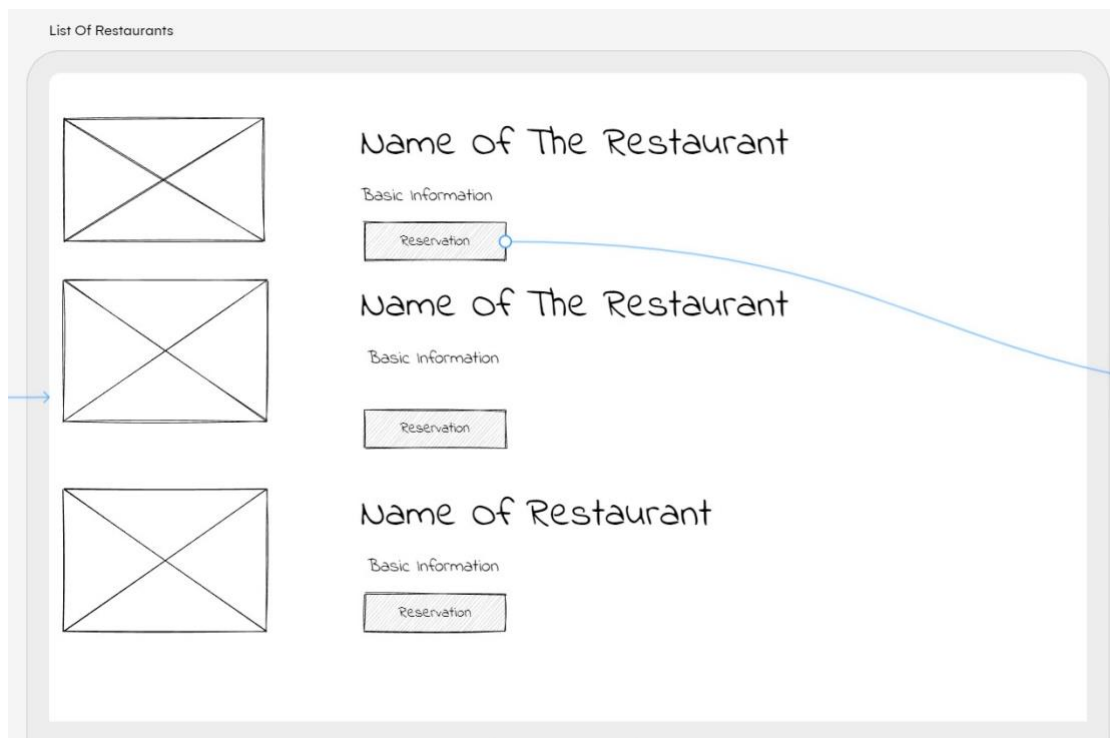 List Of Restaurants
Name of The Restaurant
Basic Information
Reservation
Name of The Restaurant
Basic Information
Reservation
Name of Restaurant
Basic Information
Reservation